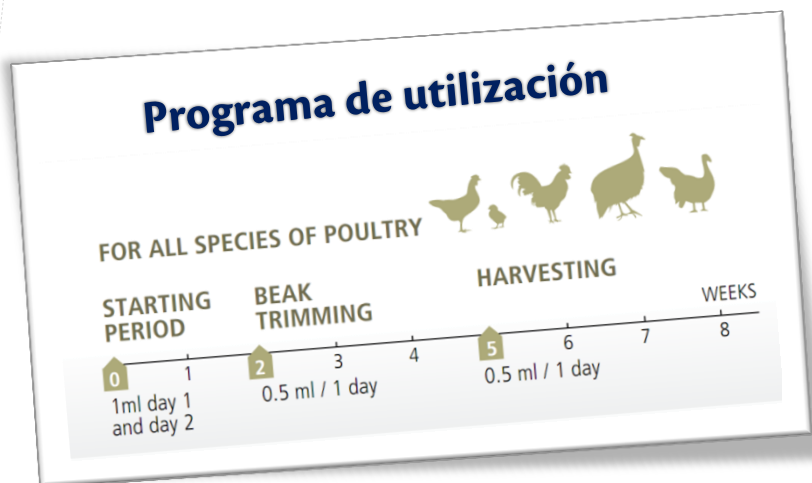 Programa de utilización
FOR ALL SPECIES OF POULTRY
STARTING
PERIOD
BEAK
TRIMMING
HARVESTING
WEEKS
0 1 2 3 4 5 6 7 8
1ml day 1
and day 2
0.5 ml / 1 day
0.5 ml / 1 day